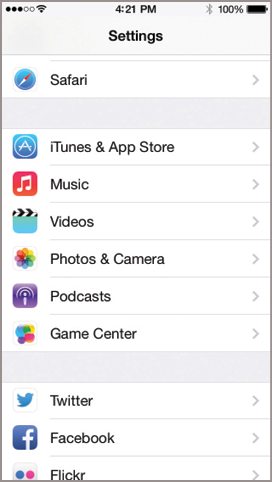 4:21 PM 100%
Settings
Safari
iTunes & App Store
Music
Videos
Photos & Camera
Podcasts
Game Center
Twitter
Facebook
Flickr